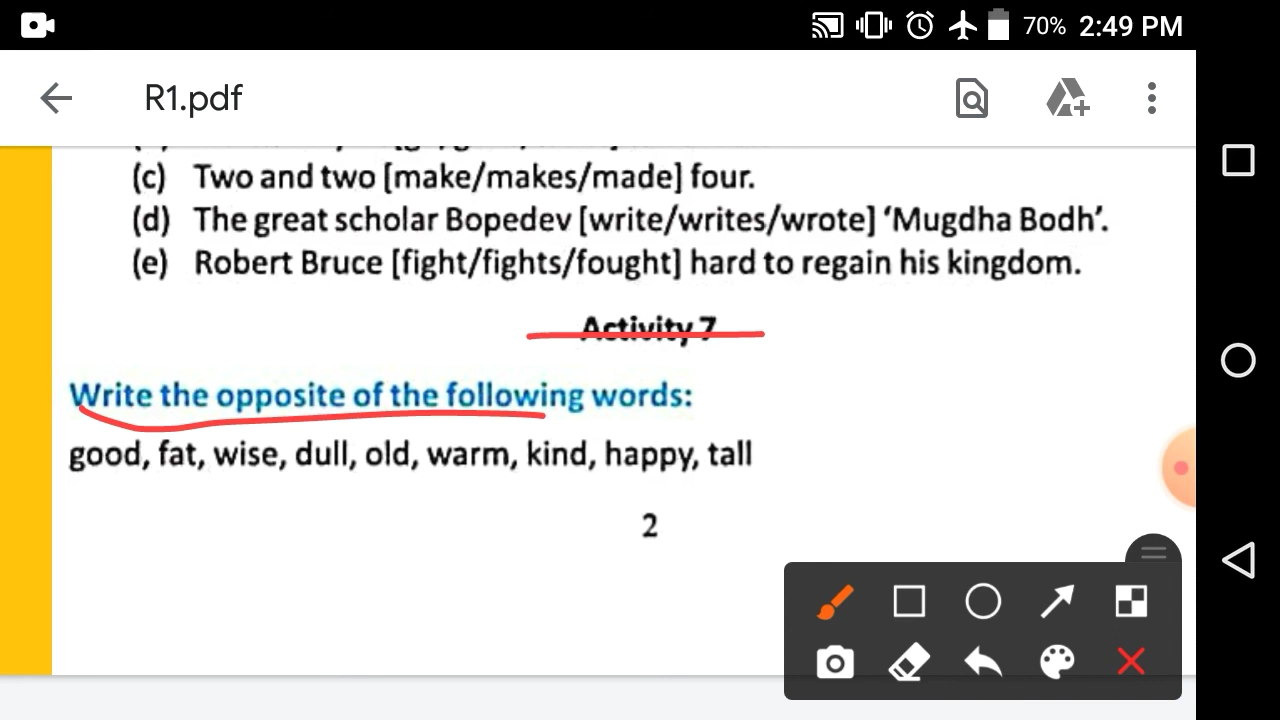 70% 2:49 PM
R1.pdf
(c) Two and two [make/makes/made] four.
(d) The great scholar Bopedev [write/writes/wrote] ‘Mugdha Bodh’.
(e) Robert Bruce [fight/fights/fought] hard to regain his kingdom.
Activity 7
Write the opposite of the following words:
good, fat, wise, dull, old, warm, kind, happy, tall
2